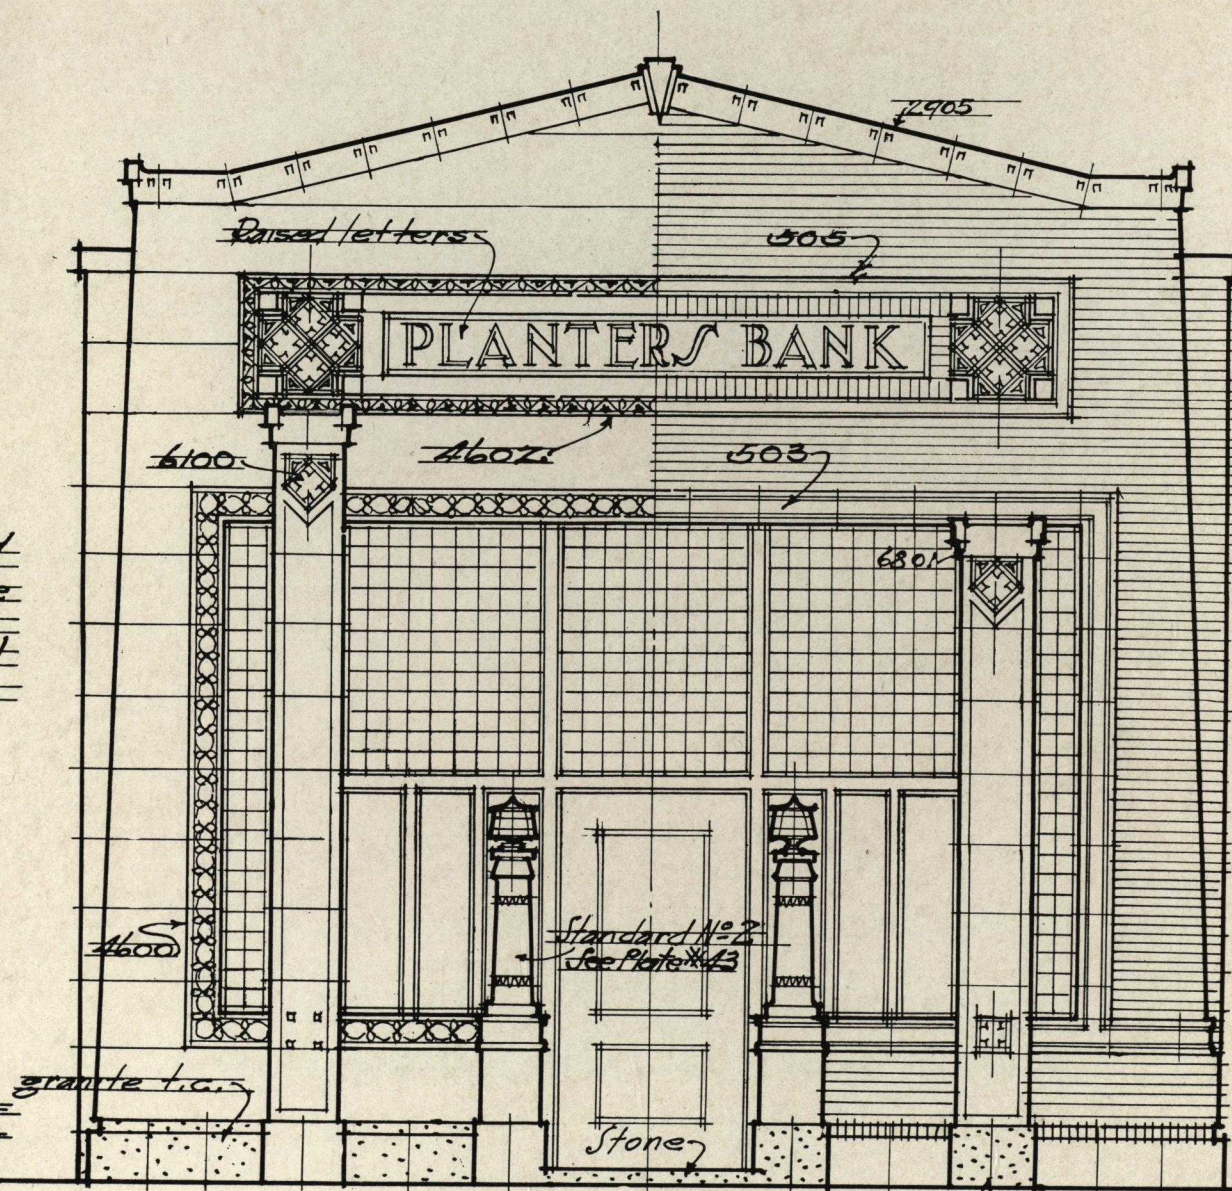 2905
Raised letters
505
PLANTERS BANK
6100
4602
503
6801
4600
Standard No 2
See Plate #43
granite t.c.
Stone